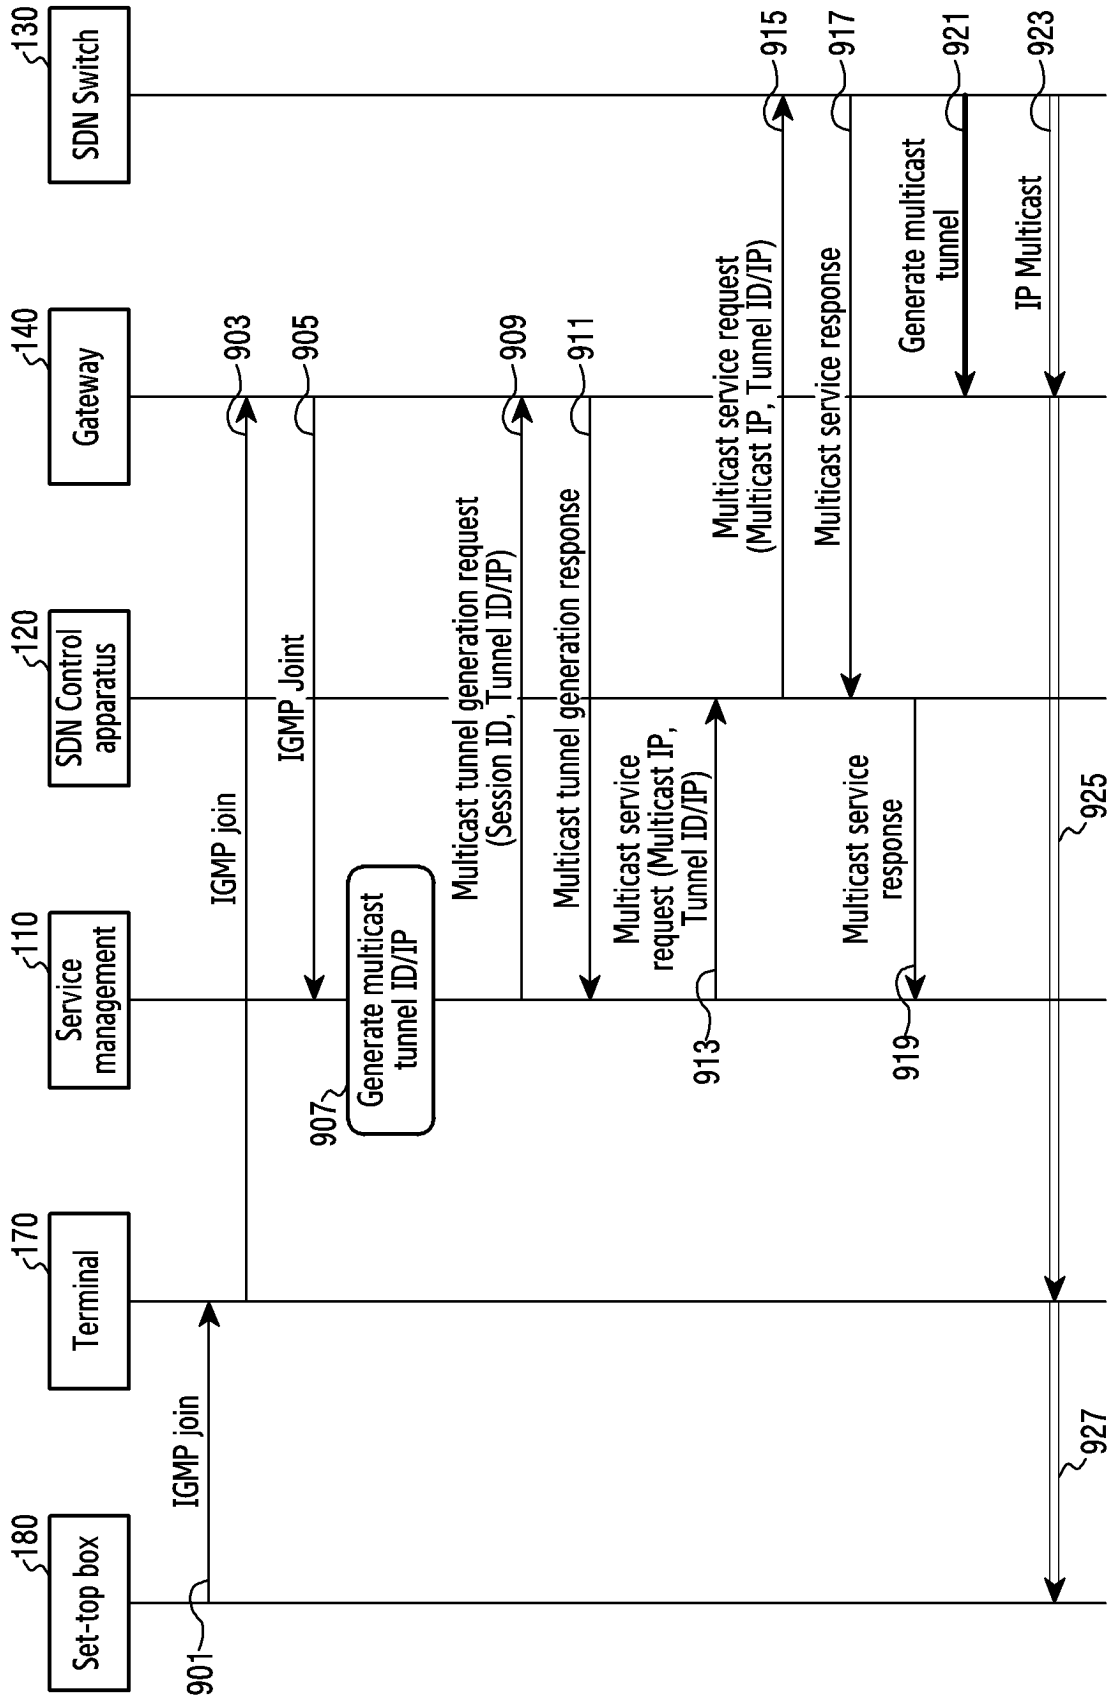 180
170
110
120
140
130
Set-top box
Terminal
Service
management
SDN Control
apparatus
Gateway
SDN Switch
901
IGMP join
IGMP join
903
IGMP Joint
905
907
Generate multicast
tunnel ID/IP
Multicast tunnel generation request
(Session ID, Tunnel ID/IP)
909
Multicast tunnel generation response
911
Multicast service
request (Multicast IP,
Tunnel ID/IP)
913
Multicast service request
(Multicast IP, Tunnel ID/IP)
915
Multicast service response
917
Multicast service
response
919
Generate multicast
tunnel
921
IP Multicast
923
925
927